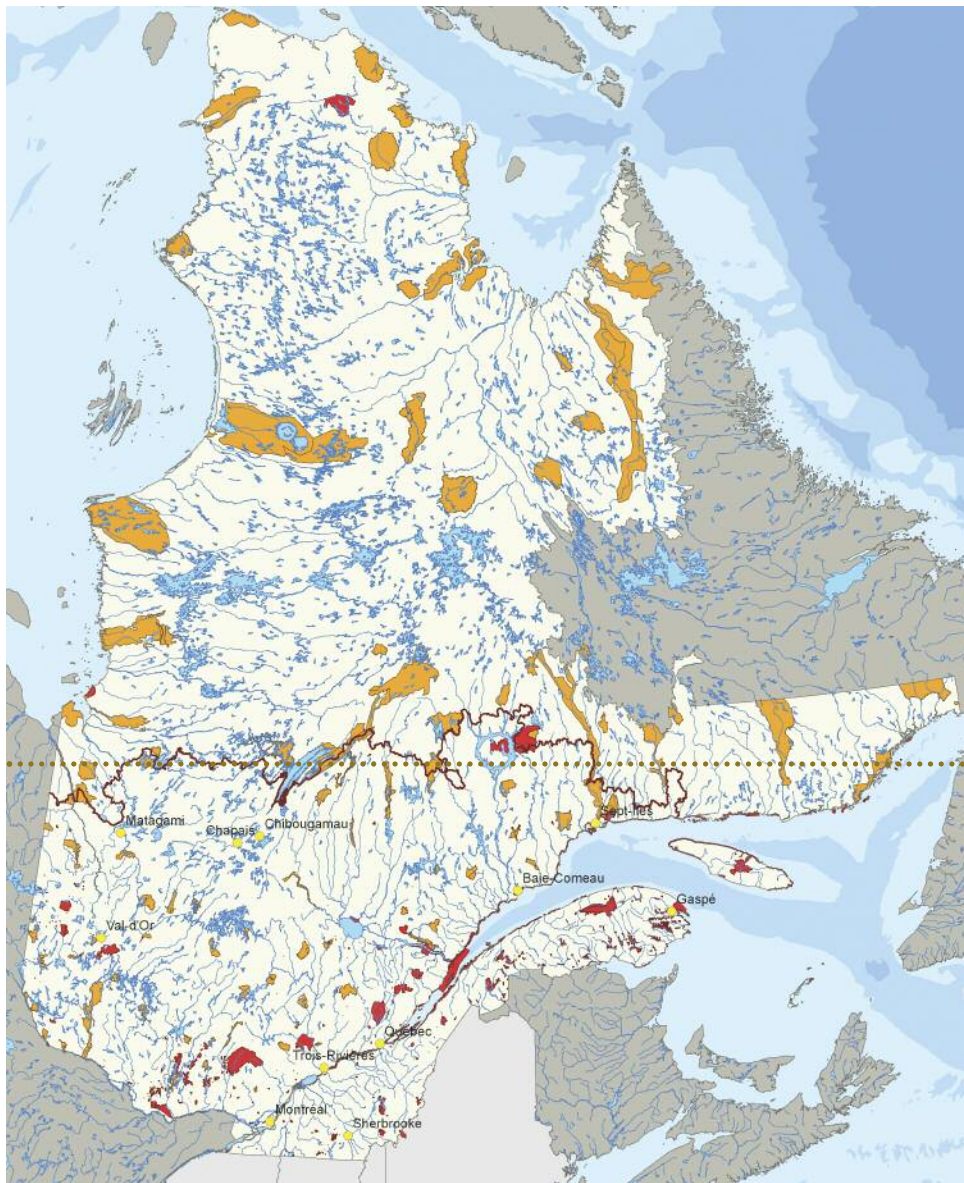 Sept-Îles
Matagami
Chapais
Chibougamau
Baie-Comeau
Gaspé
Val-d'Or
Québec
Trois-Rivières
Montréal
Sherbrooke